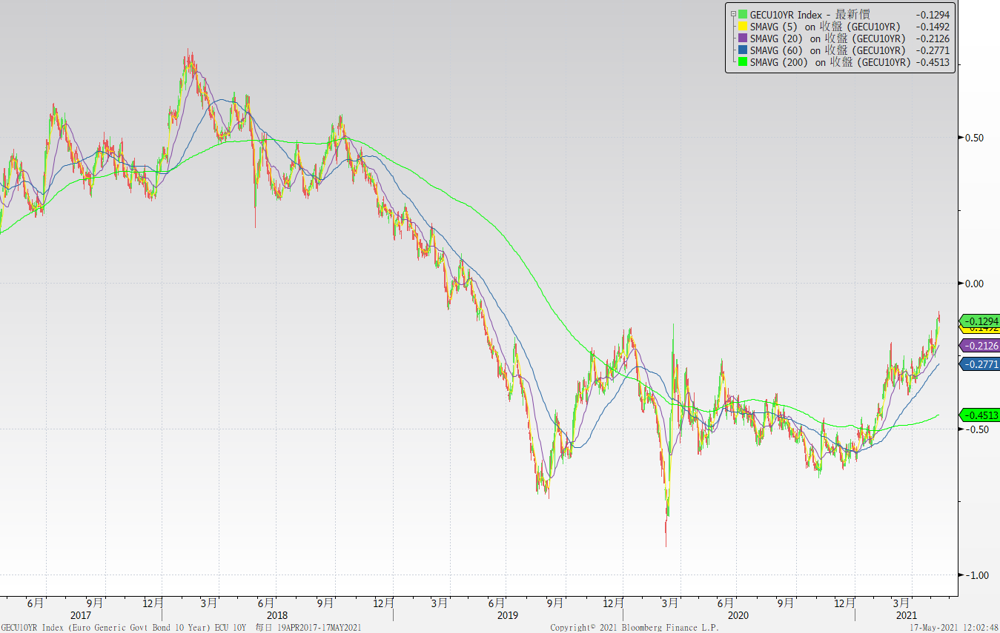 GECU10YR Index - 最新價 -0.1294
SMAVG (5) on 收盤 (GECU10YR) -0.1492
SMAVG (20) on 收盤 (GECU10YR) -0.2126
SMAVG (60) on 收盤 (GECU10YR) -0.2771
SMAVG (200) on 收盤 (GECU10YR) -0.4513
0.50
0.00
-0.1294
-0.1492
-0.2126
-0.2771
-0.4513
-0.50
-1.00
6月 9月 12月 3月 6月 9月 12月 3月 6月 9月 12月 3月 6月 9月 12月 3月
2017 2018 2019 2020 2021
GECU10YR Index (Euro Generic Govt Bond 10 Year) ECU 10Y 每日 19APR2017-17MAY2021 Copyright© 2021 Bloomberg Finance L.P. 17-May-2021 12:02:48